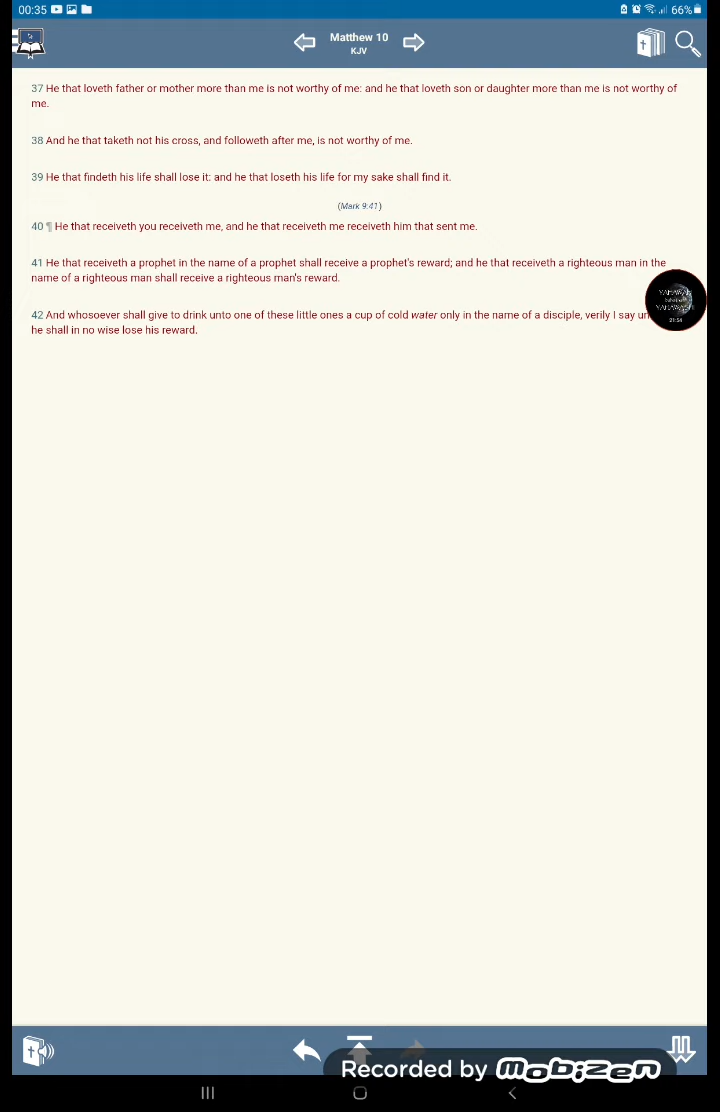 00:35
66%
Matthew 10
KJV
37 He that loveth father or mother more than me is not worthy of me: and he that loveth son or daughter more than me is not worthy of
me.
38 And he that taketh not his cross, and followeth after me, is not worthy of me.
39 He that findeth his life shall lose it: and he that loseth his life for my sake shall find it.
(Mark 9:41)
40 ¶ He that receiveth you receiveth me, and he that receiveth me receiveth him that sent me.
41 He that receiveth a prophet in the name of a prophet shall receive a prophet's reward; and he that receiveth a righteous man in the
name of a righteous man shall receive a righteous man's reward.
YAHAWAH
YAHAWASHI
21:54
42 And whosoever shall give to drink unto one of these little ones a cup of cold water only in the name of a disciple, verily I say un
he shall in no wise lose his reward.
Recorded by mobizen